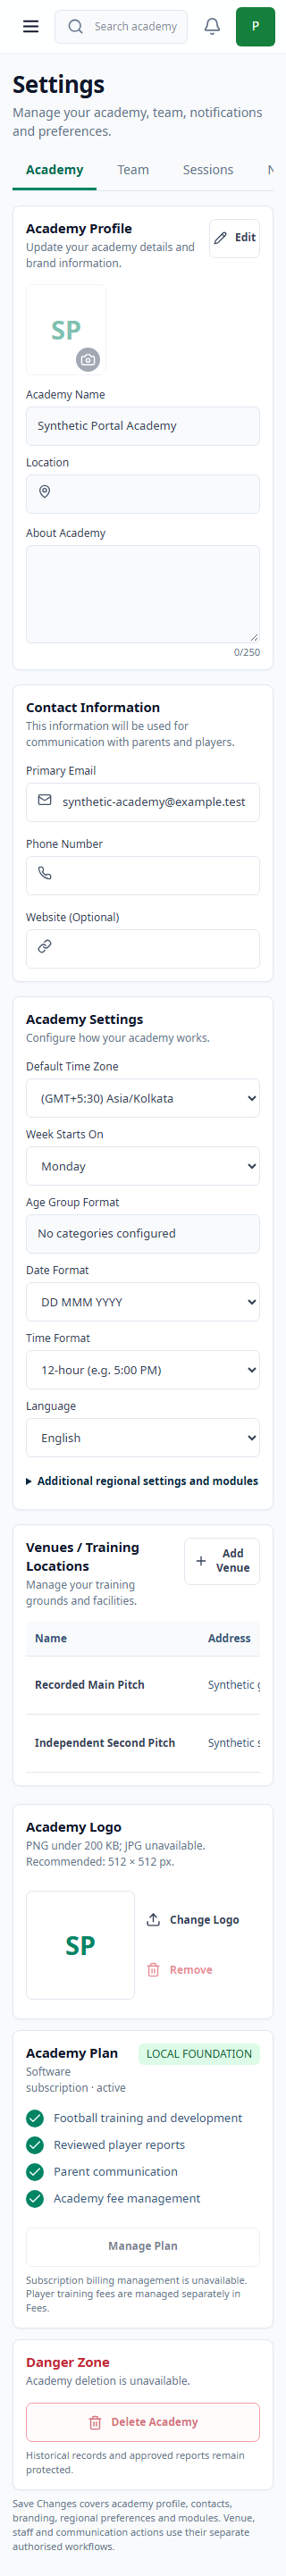 Search academy
P
Settings
Manage your academy, team, notifications
and preferences.
Academy Team Sessions
Academy Profile
Edit
Update your academy details and
brand information.
SP
Academy Name
Synthetic Portal Academy
Location
About Academy
0/250
Contact Information
This information will be used for
communication with parents and players.
Primary Email
synthetic-academy@example.test
Phone Number
Website (Optional)
Academy Settings
Configure how your academy works.
Default Time Zone
(GMT+5:30) Asia/Kolkata
Week Starts On
Monday
Age Group Format
No categories configured
Date Format
DD MMM YYYY
Time Format
12-hour (e.g. 5:00 PM)
Language
English
Additional regional settings and modules
Venues / Training
Locations
Add
Venue
Manage your training
grounds and facilities.
Name Address
Recorded Main Pitch Synthetic
Independent Second Pitch Synthetic
Academy Logo
PNG under 200 KB; JPG unavailable.
Recommended: 512 × 512 px.
SP
Change Logo
Remove
Academy Plan
LOCAL FOUNDATION
Software
subscription · active
Football training and development
Reviewed player reports
Parent communication
Academy fee management
Manage Plan
Subscription billing management is unavailable.
Player training fees are managed separately in
Fees.
Danger Zone
Academy deletion is unavailable.
Delete Academy
Historical records and approved reports remain
protected.
Save Changes covers academy profile, contacts,
branding, regional preferences and modules. Venue,
staff and communication actions use their separate
authorised workflows.